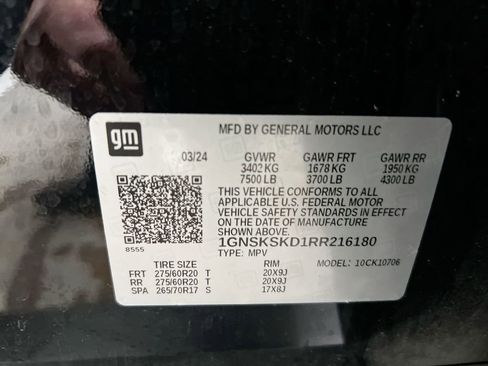 gm
MFD BY GENERAL MOTORS LLC
03/24 GVWR GAWR FRT GAWR RR
3402 KG 1678 KG 1950 KG
7500 LB 3700 LB 4300 LB
THIS VEHICLE CONFORMS TO ALL
APPLICABLE U.S. FEDERAL MOTOR
VEHICLE SAFETY STANDARDS IN EFFECT
ON THE DATE OF MANUFACTURE
SHOWN ABOVE.
8555
1GNSKSKD1RR216180
TYPE: MPV MODEL: 10CK10706
TIRE SIZE RIM
FRT 275/60R20 T 20X9J
RR 275/60R20 T 20X9J
SPA 265/70R17 S 17X8J